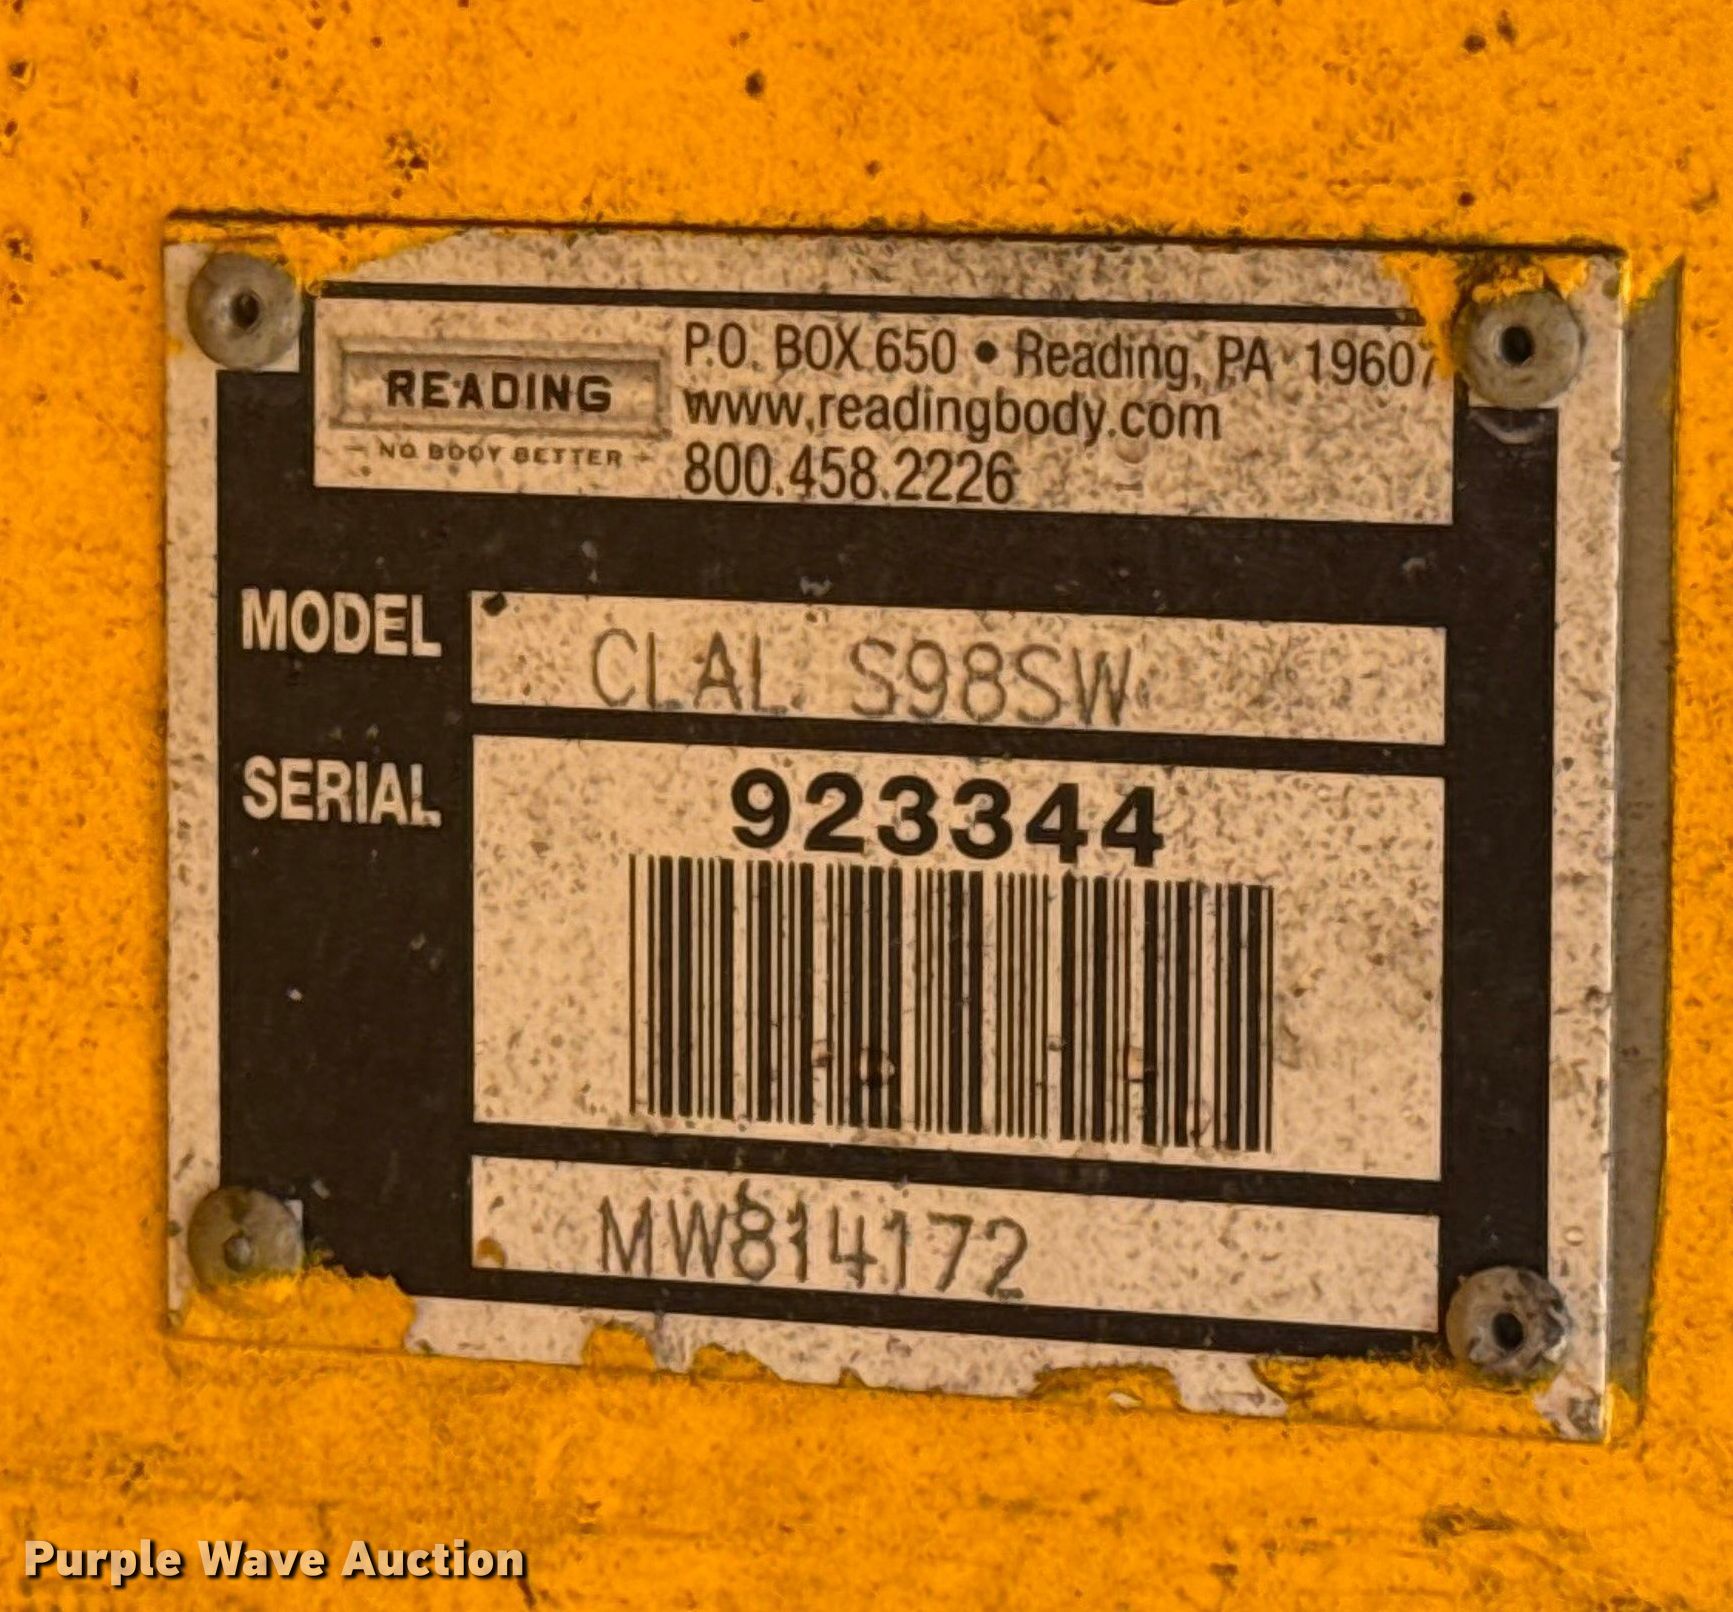 READING
NO BODY BETTER
P.O. BOX 650 • Reading, PA 19607
www.readingbody.com
800.458.2226
MODEL
CLAL S98SW
SERIAL
923344
MW814172
Purple Wave Auction